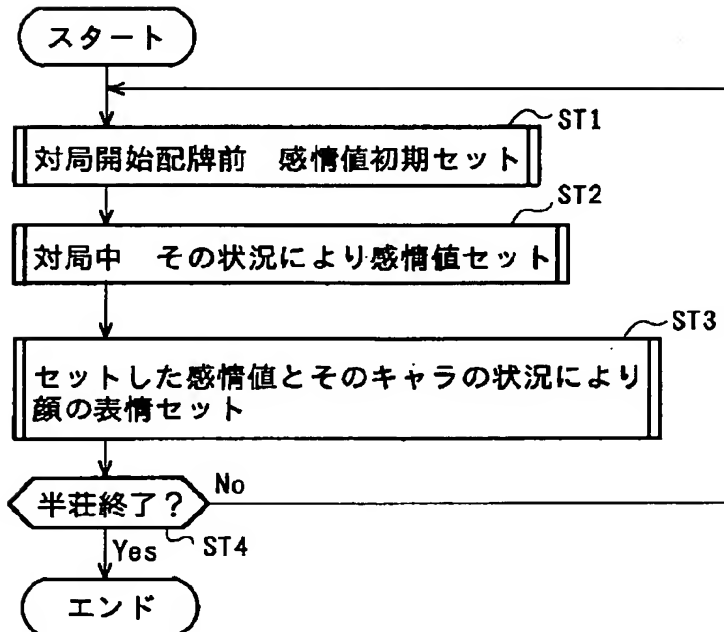 スタート
ST1
対局開始配牌前 感情値初期セット
ST2
対局中 その状況により感情値セット
ST3
セットした感情値とそのキャラの状況により
顔の表情セット
半荘終了?
No
Yes
ST4
エンド